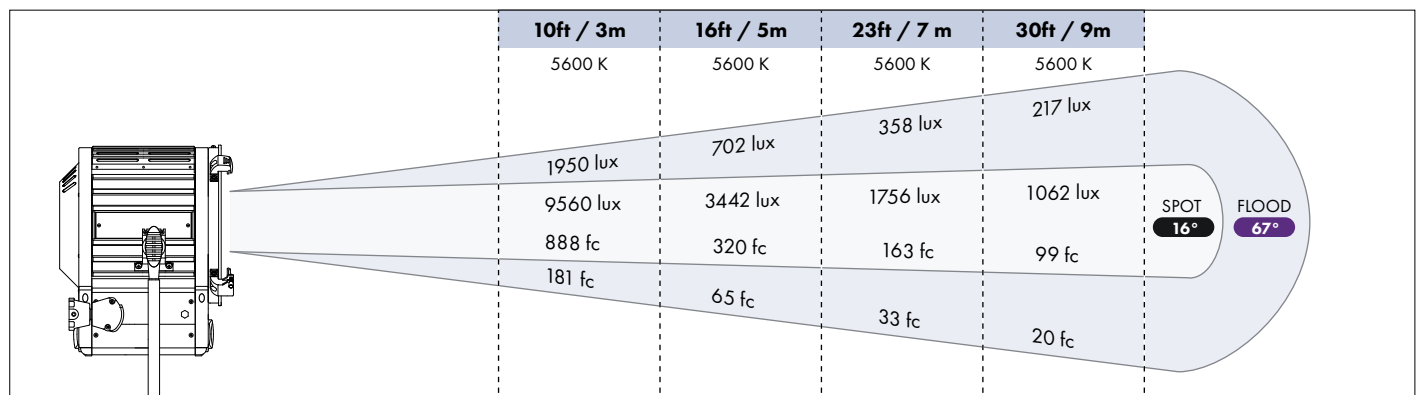 10ft / 3m 16ft / 5m 23ft / 7 m 30ft / 9m
5600 K 5600 K 5600 K 5600 K
1950 lux 702 lux 358 lux 217 lux
9560 lux 3442 lux 1756 lux 1062 lux
SPOT FLOOD
16° 67°
888 fc 320 fc 163 fc 99 fc
181 fc 65 fc 33 fc 20 fc